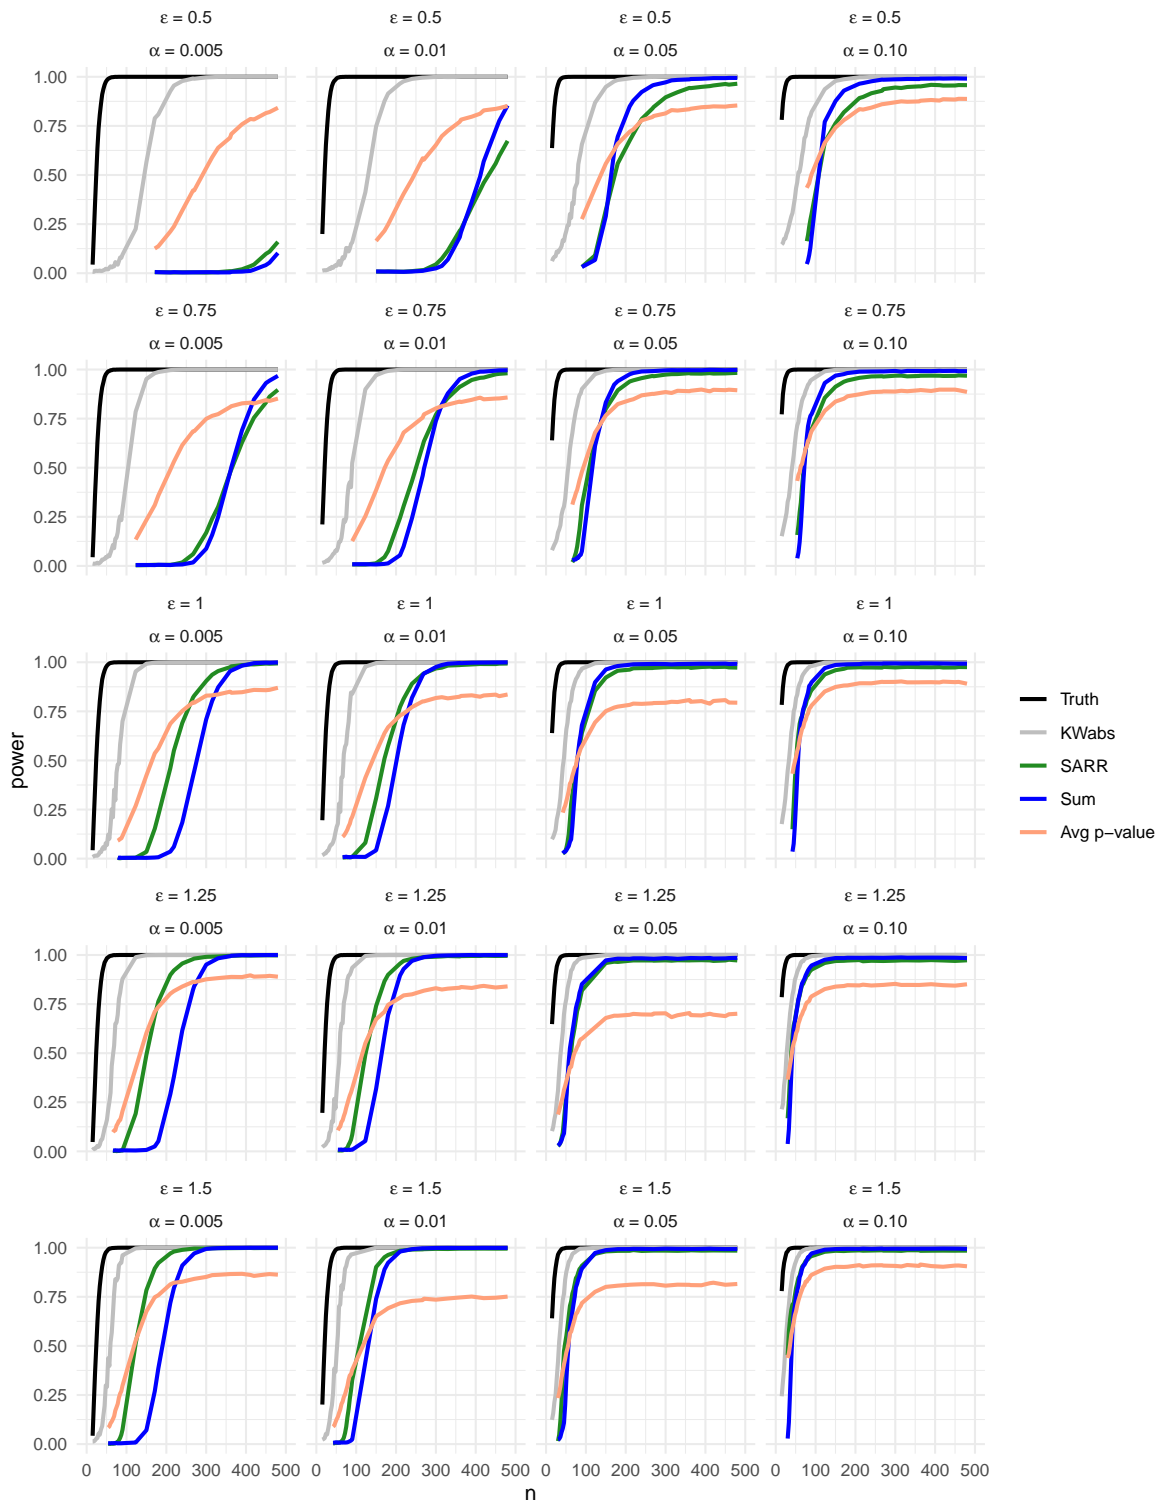 ε = 0.5 ε = 0.5 ε = 0.5 ε = 0.5
α = 0.005 α = 0.01 α = 0.05 α = 0.10
1.00
0.75
0.50
0.25
0.00
ε = 0.75 ε = 0.75 ε = 0.75 ε = 0.75
α = 0.005 α = 0.01 α = 0.05 α = 0.10
1.00
0.75
0.50
0.25
0.00
ε = 1 ε = 1 ε = 1 ε = 1
α = 0.005 α = 0.01 α = 0.05 α = 0.10
1.00
0.75
0.50
0.25
0.00
ε = 1.25 ε = 1.25 ε = 1.25 ε = 1.25
α = 0.005 α = 0.01 α = 0.05 α = 0.10
1.00
0.75
0.50
0.25
0.00
ε = 1.5 ε = 1.5 ε = 1.5 ε = 1.5
α = 0.005 α = 0.01 α = 0.05 α = 0.10
1.00
0.75
0.50
0.25
0.00
0 100 200 300 400 500 0 100 200 300 400 500 0 100 200 300 400 500 0 100 200 300 400 500
n
power
Truth
KWabs
SARR
Sum
Avg p−value